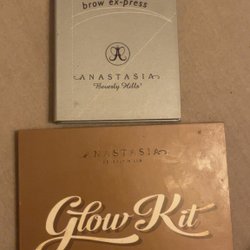 brow ex-press
ANASTASIA
Beverly Hills
ANASTASIA
Glow Kit